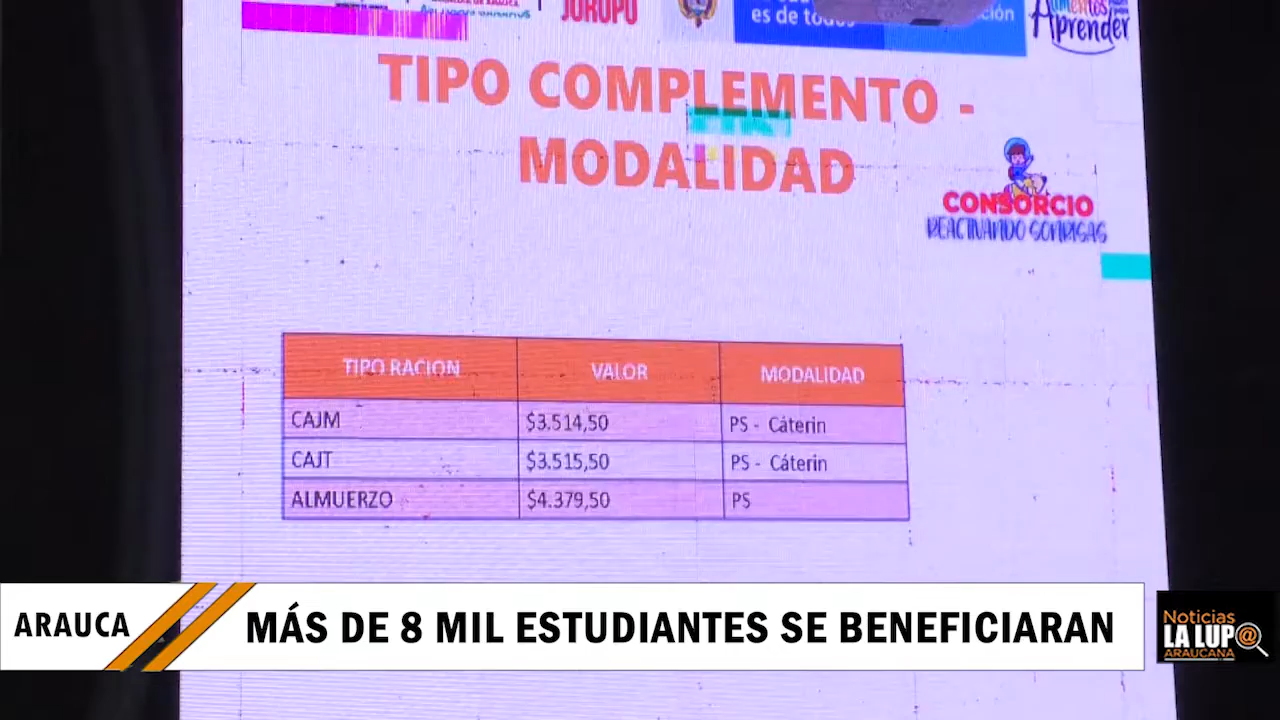 JOROPO
es de todos
Aprender
TIPO COMPLEMENTO -
MODALIDAD
CONSORCIO
REACTIVANDO SONRISAS
TIPO RACION VALOR MODALIDAD
CAJM $3.514,50 PS - Cáterin
CAJT $3.515,50 PS - Cáterin
ALMUERZO $4.379,50 PS
ARAUCA
MÁS DE 8 MIL ESTUDIANTES SE BENEFICIARAN
Noticias
LA LUP@
ARAUCANA